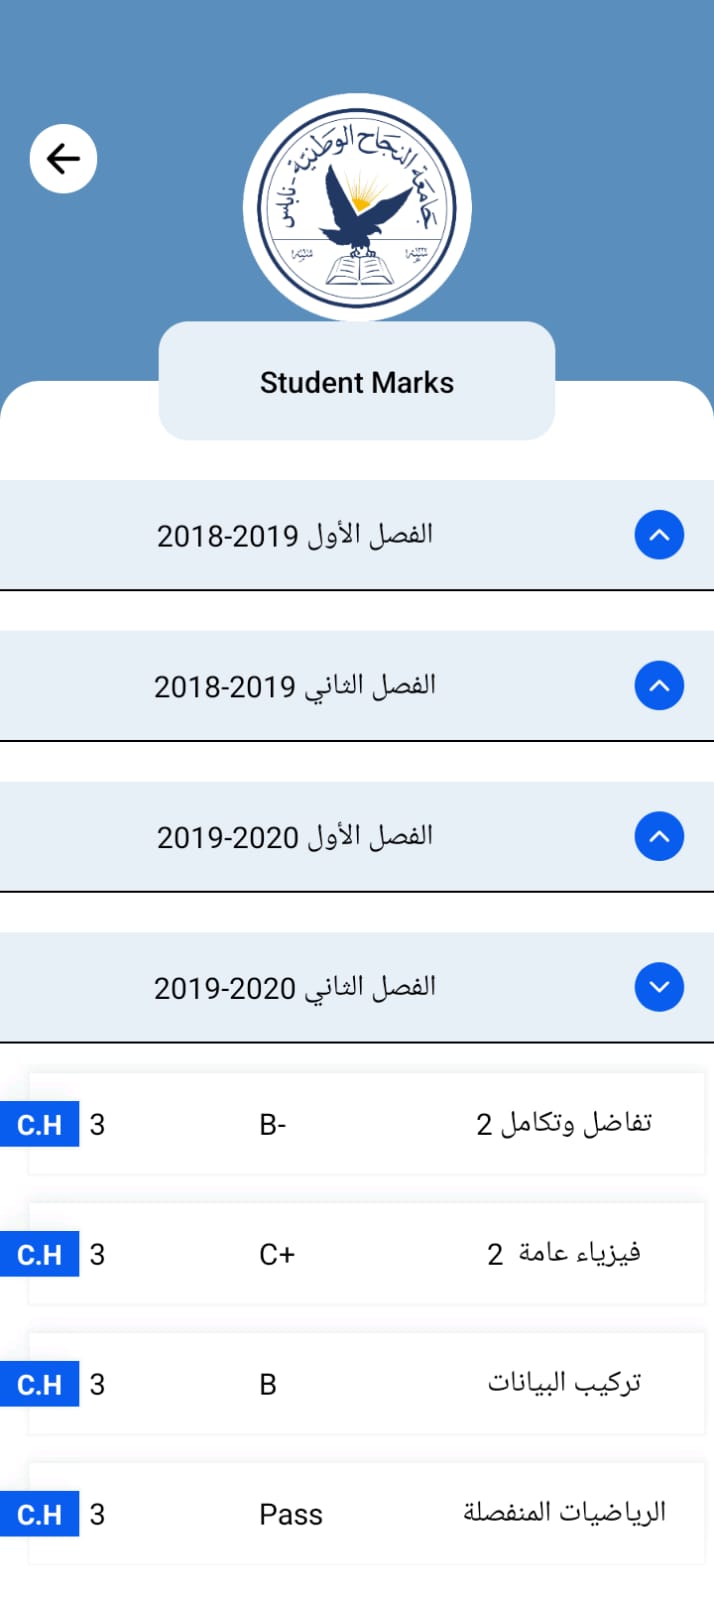 جامعة النجاح الوطنية - نابلس
Student Marks
الفصل الأول 2019-2018
الفصل الثاني 2019-2018
الفصل الأول 2020-2019
الفصل الثاني 2020-2019
C.H 3 B- تفاضل وتكامل 2
C.H 3 C+ فيزياء عامة 2
C.H 3 B تركيب البيانات
C.H 3 Pass الرياضيات المنفصلة